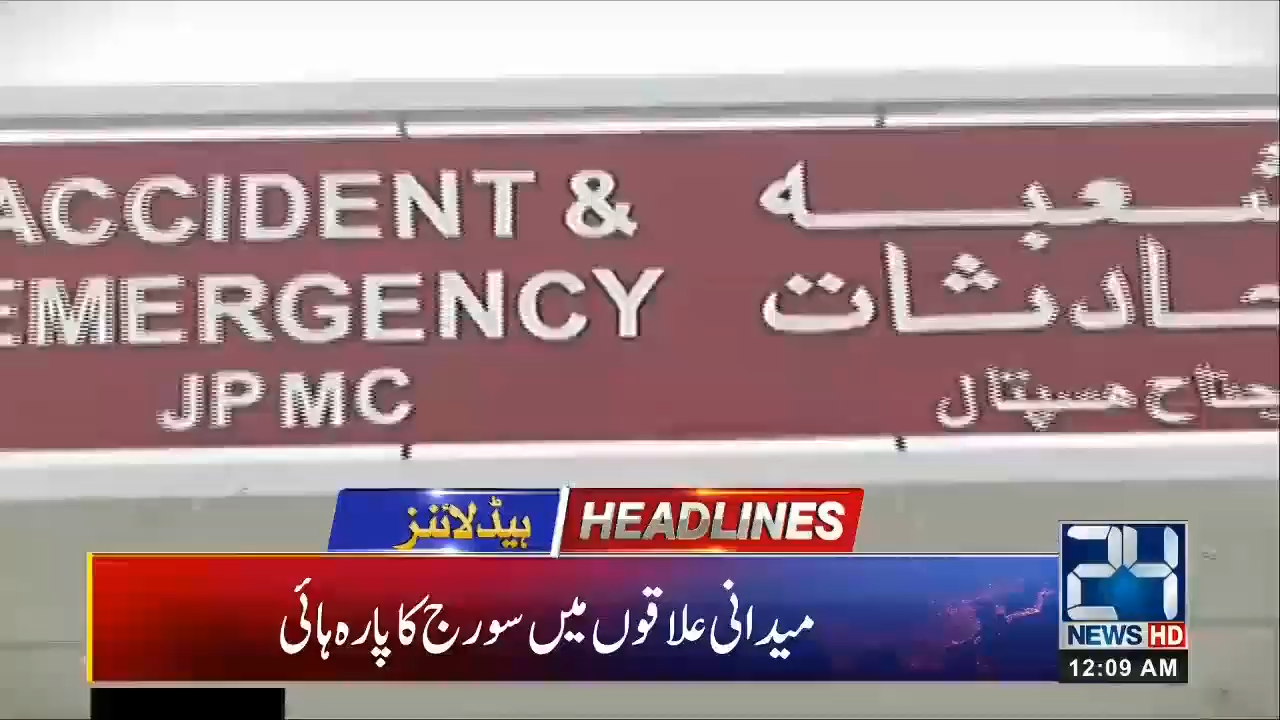 ACCIDENT &
EMERGENCY
JPMC
شعبہ
حادثات
جناح ہسپتال
ہیڈلائنز
HEADLINES
میدانی علاقوں میں سورج کا پارہ ہائی
24
NEWS HD
12:09 AM